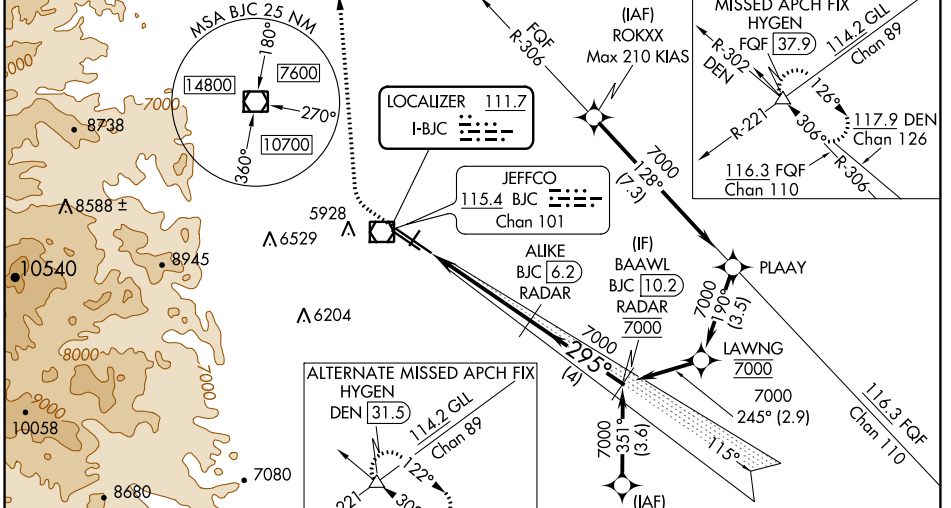 MSA BJC 25 NM
180°
14800
7600
270°
10700
360°
7000
8738
8588 ±
10540
8945
8000
9000
10058
8680
7080
7000
6529
5928
6204
LOCALIZER 111.7
I-BJC
JEFFCO
115.4 BJC
Chan 101
FQF
R-306
(IAF)
ROKXX
Max 210 KIAS
7000
128°
(7.3)
PLAAY
7000
190°
(3.5)
LAWNG
7000
7000
245° (2.9)
ALIKE
BJC 6.2
RADAR
(IF)
BAAWL
BJC 10.2
RADAR
7000
7000
295°
(4)
7000
351°
(3.6)
(IAF)
115°
116.3 FQF
Chan 110
MISSED APCH FIX
HYGEN
FQF 37.9
114.2 GLL
Chan 89
R-302
DEN
126°
R-221
306°
117.9 DEN
Chan 126
R-306
116.3 FQF
Chan 110
ALTERNATE MISSED APCH FIX
HYGEN
DEN 31.5
114.2 GLL
Chan 89
122°